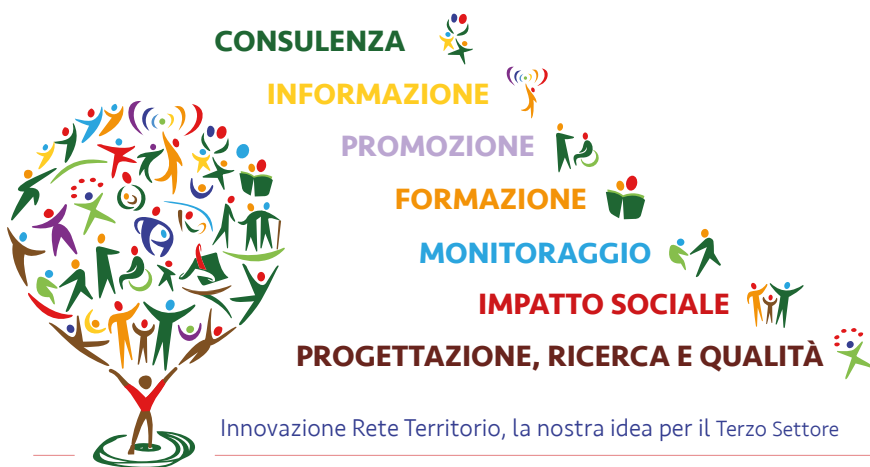 CONSULENZA
INFORMAZIONE
PROMOZIONE
FORMAZIONE
MONITORAGGIO
IMPATTO SOCIALE
PROGETTAZIONE, RICERCA E QUALITÀ
Innovazione Rete Territorio, la nostra idea per il Terzo Settore